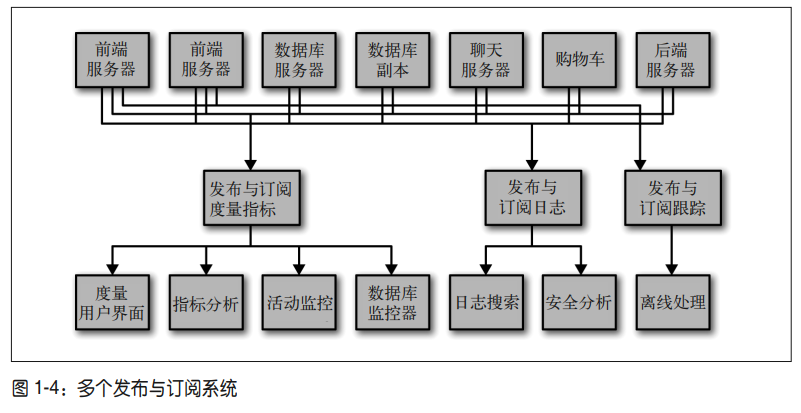 前端
服务器
前端
服务器
数据库
服务器
数据库
副本
聊天
服务器
购物车
后端
服务器
发布与订阅
度量指标
发布与
订阅日志
发布与
订阅跟踪
度量
用户界面
指标分析
活动监控
数据库
监控器
日志搜索
安全分析
离线处理
图 1-4：多个发布与订阅系统